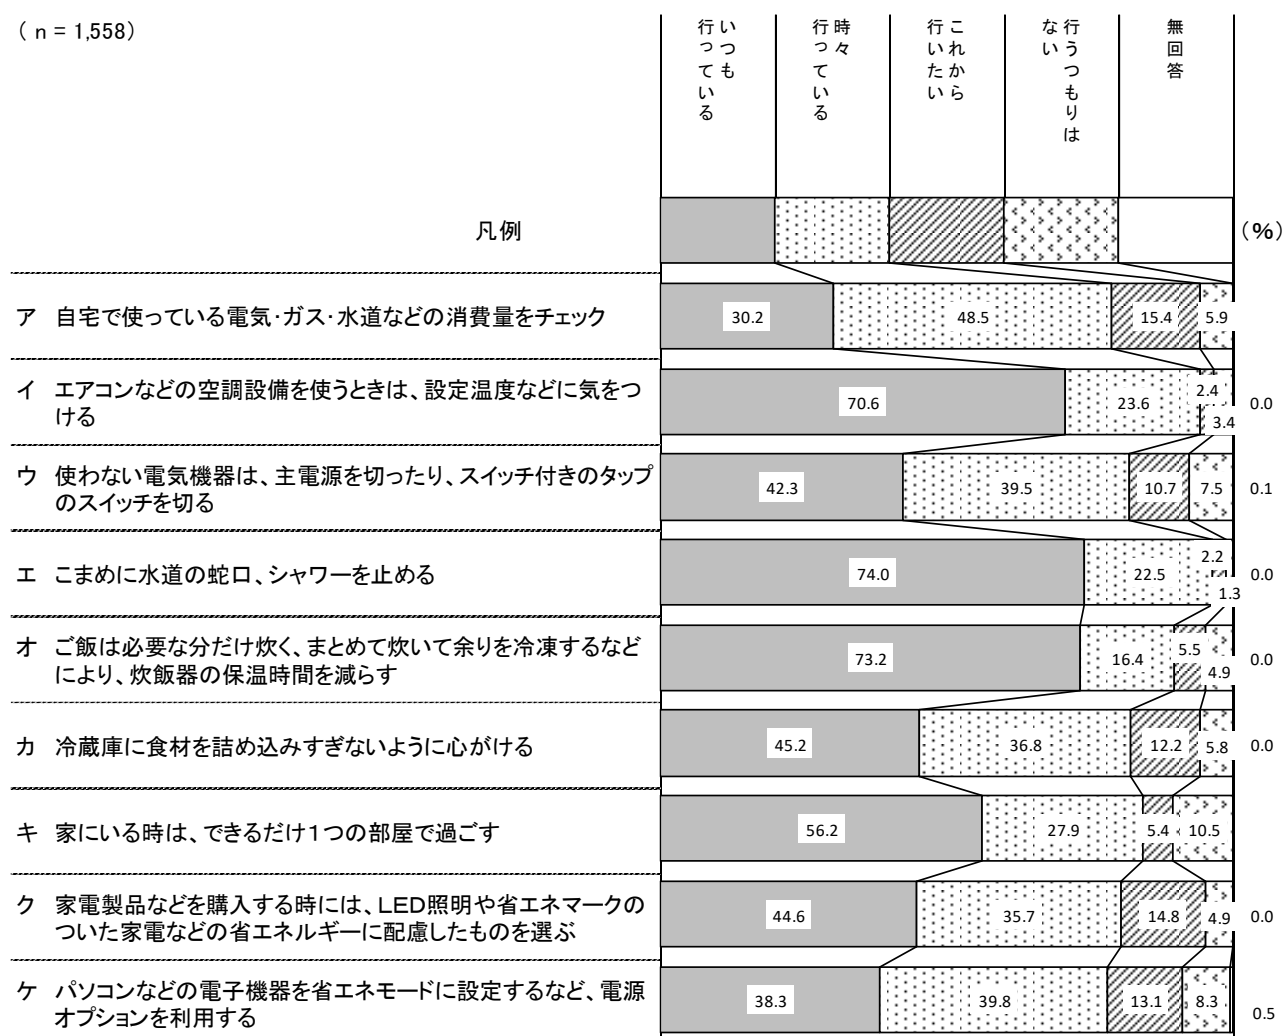 ( n = 1,558)
いつも
行っている
時々
行っている
これから
行いたい
行うつもりは
ない
無回答
凡例
(%)
ア 自宅で使っている電気・ガス・水道などの消費量をチェック
30.2 48.5 15.4 5.9
イ エアコンなどの空調設備を使うときは、設定温度などに気をつ
ける
70.6 23.6 2.4 3.4 0.0
ウ 使わない電気機器は、主電源を切ったり、スイッチ付きのタップ
のスイッチを切る
42.3 39.5 10.7 7.5 0.1
エ こまめに水道の蛇口、シャワーを止める
74.0 22.5 2.2 1.3 0.0
オ ご飯は必要な分だけ炊く、まとめて炊いて余りを冷凍するなど
により、炊飯器の保温時間を減らす
73.2 16.4 5.5 4.9 0.0
カ 冷蔵庫に食材を詰め込みすぎないように心がける
45.2 36.8 12.2 5.8 0.0
キ 家にいる時は、できるだけ1つの部屋で過ごす
56.2 27.9 5.4 10.5
ク 家電製品などを購入する時には、LED照明や省エネマークの
ついた家電などの省エネルギーに配慮したものを選ぶ
44.6 35.7 14.8 4.9 0.0
ケ パソコンなどの電子機器を省エネモードに設定するなど、電源
オプションを利用する
38.3 39.8 13.1 8.3 0.5